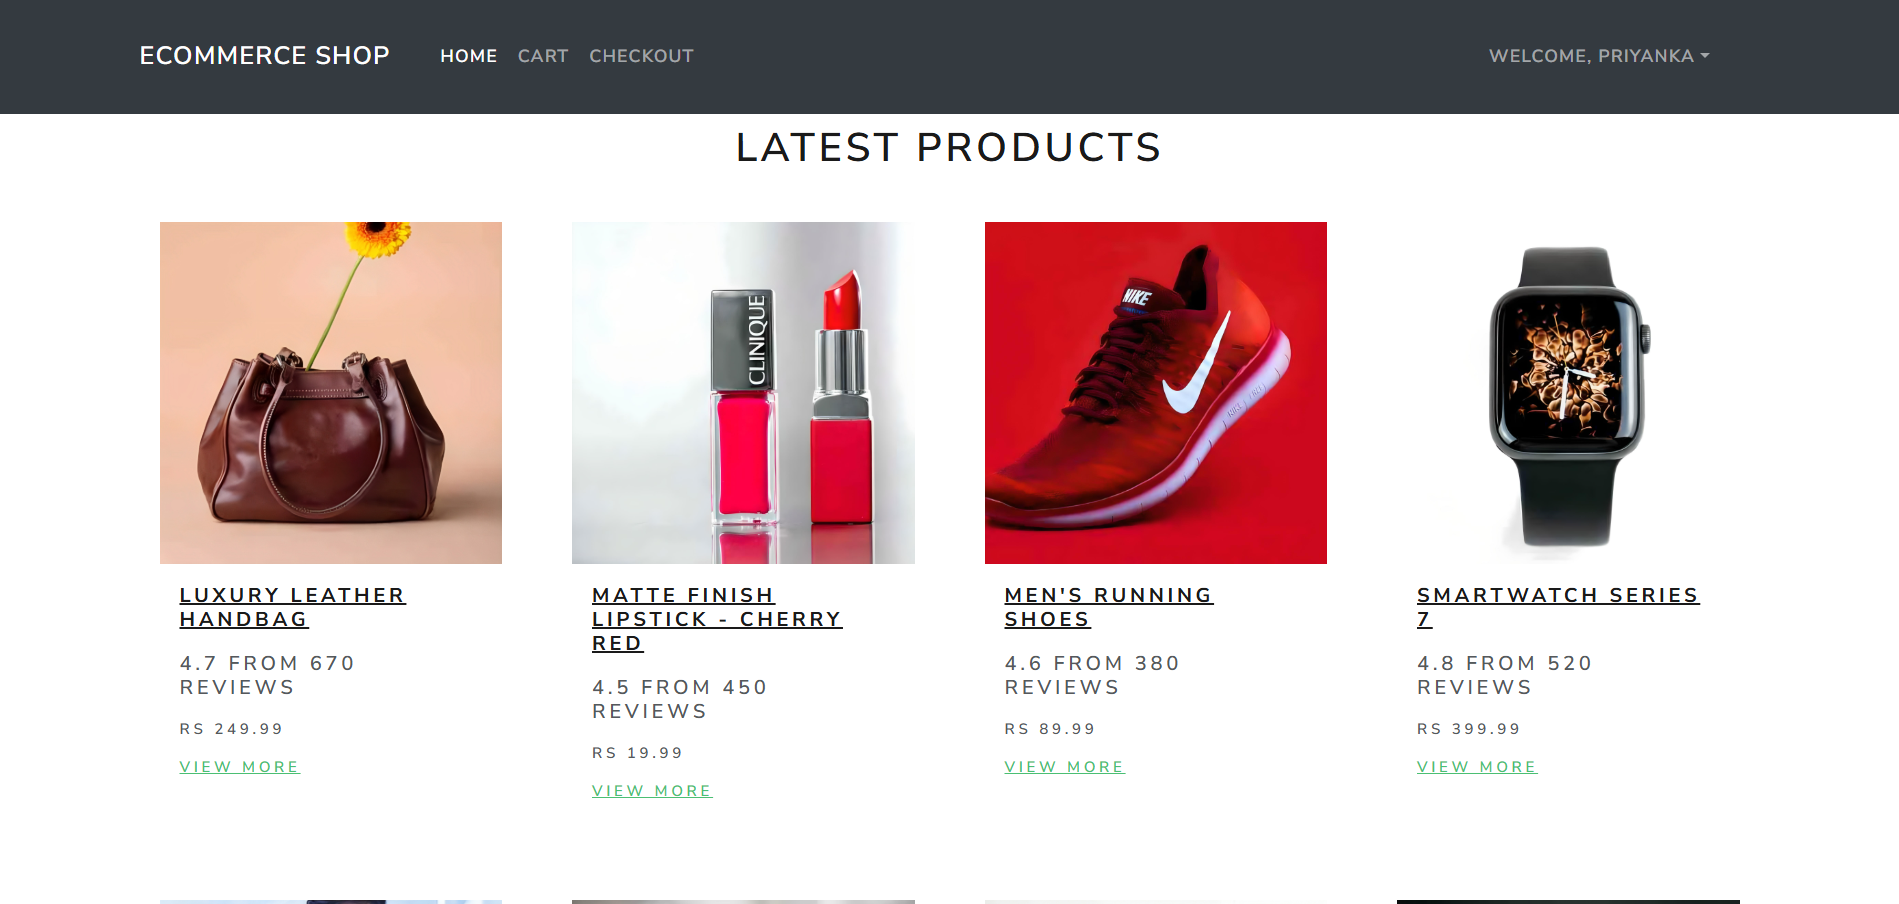 ECOMMERCE SHOP HOME CART CHECKOUT WELCOME, PRIYANKA
LATEST PRODUCTS
CLINIQUE
NIKE
LUXURY LEATHER
HANDBAG
4.7 FROM 670
REVIEWS
RS 249.99
VIEW MORE
MATTE FINISH
LIPSTICK - CHERRY
RED
4.5 FROM 450
REVIEWS
RS 19.99
VIEW MORE
MEN'S RUNNING
SHOES
4.6 FROM 380
REVIEWS
RS 89.99
VIEW MORE
SMARTWATCH SERIES
7
4.8 FROM 520
REVIEWS
RS 399.99
VIEW MORE